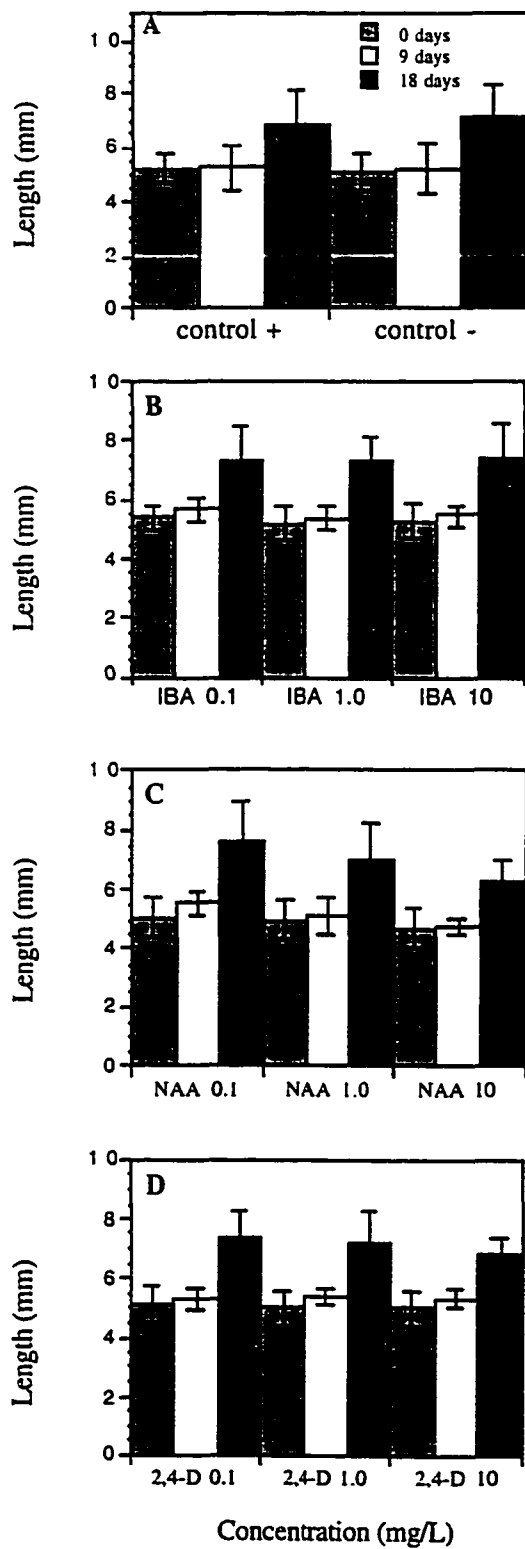 A
0 days
9 days
18 days
Length (mm)
10
8
6
4
2
0
control +
control -
B
Length (mm)
10
8
6
4
2
0
IBA 0.1
IBA 1.0
IBA 10
C
Length (mm)
10
8
6
4
2
0
NAA 0.1
NAA 1.0
NAA 10
D
Length (mm)
10
8
6
4
2
0
2,4-D 0.1
2,4-D 1.0
2,4-D 10
Concentration (mg/L)